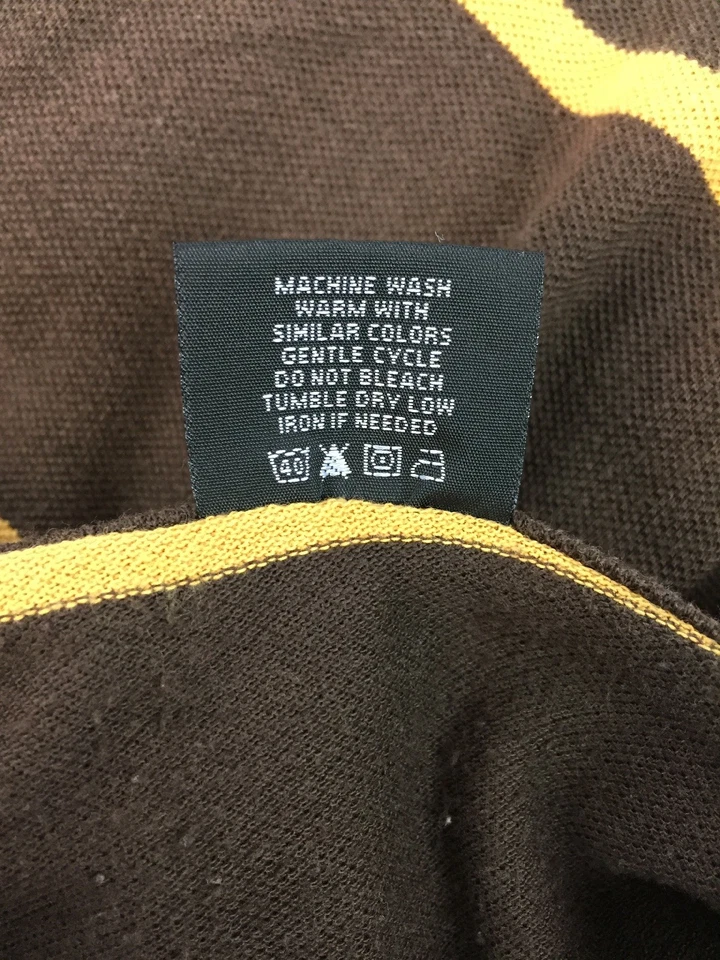 MACHINE WASH
WARM WITH
SIMILAR COLORS
GENTLE CYCLE
DO NOT BLEACH
TUMBLE DRY LOW
IRON IF NEEDED
40